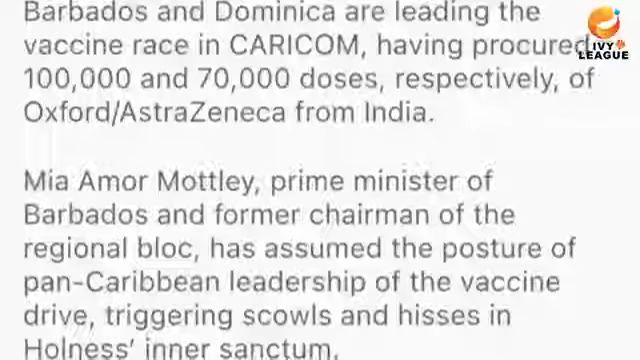 Barbados and Dominica are leading the
vaccine race in CARICOM, having procured
100,000 and 70,000 doses, respectively, of
Oxford/AstraZeneca from India.
Mia Amor Mottley, prime minister of
Barbados and former chairman of the
regional bloc, has assumed the posture of
pan-Caribbean leadership of the vaccine
drive, triggering scowls and hisses in
Holness' inner sanctum.
IVY
LEAGUE